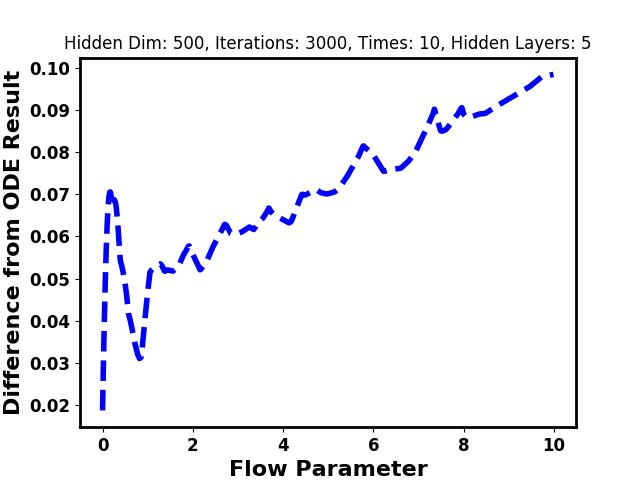 Hidden Dim: 500, Iterations: 3000, Times: 10, Hidden Layers: 5
Difference from ODE Result
0.10
0.09
0.08
0.07
0.06
0.05
0.04
0.03
0.02
0 2 4 6 8 10
Flow Parameter